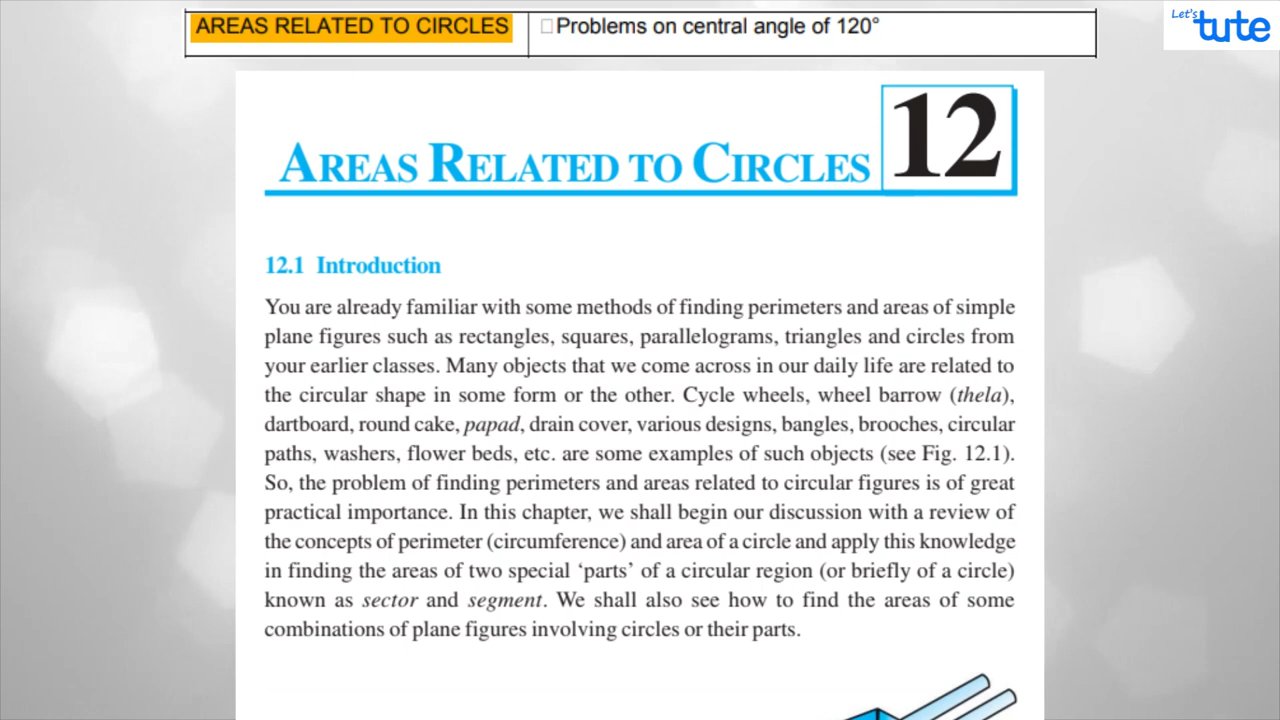 AREAS RELATED TO CIRCLES
Problems on central angle of 120°
Let's
tute
AREAS RELATED TO CIRCLES
12
12.1 Introduction
You are already familiar with some methods of finding perimeters and areas of simple
plane figures such as rectangles, squares, parallelograms, triangles and circles from
your earlier classes. Many objects that we come across in our daily life are related to
the circular shape in some form or the other. Cycle wheels, wheel barrow (thela),
dartboard, round cake, papad, drain cover, various designs, bangles, brooches, circular
paths, washers, flower beds, etc. are some examples of such objects (see Fig. 12.1).
So, the problem of finding perimeters and areas related to circular figures is of great
practical importance. In this chapter, we shall begin our discussion with a review of
the concepts of perimeter (circumference) and area of a circle and apply this knowledge
in finding the areas of two special ‘parts’ of a circular region (or briefly of a circle)
known as sector and segment. We shall also see how to find the areas of some
combinations of plane figures involving circles or their parts.